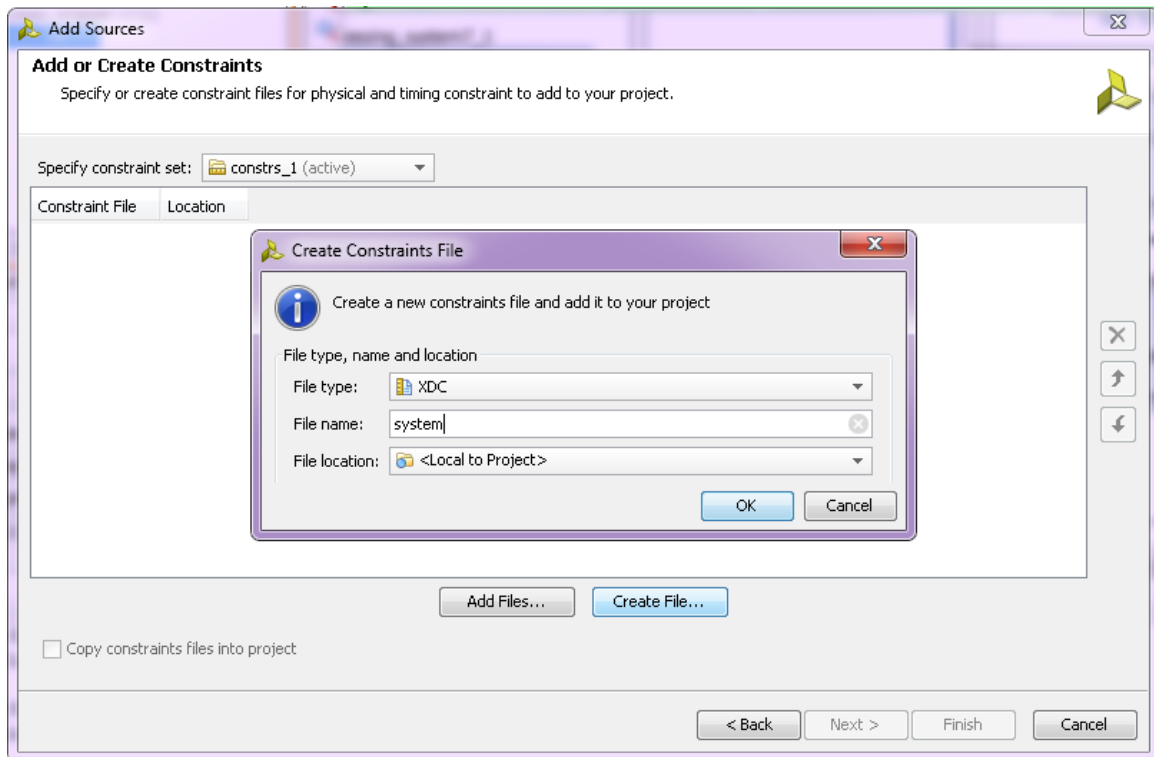 Add Sources
Add or Create Constraints
Specify or create constraint files for physical and timing constraint to add to your project.
Specify constraint set: constrs_1 (active)
Constraint File Location
Create Constraints File
Create a new constraints file and add it to your project
File type, name and location
File type: XDC
File name: system
File location: <Local to Project>
OK Cancel
Add Files... Create File...
Copy constraints files into project
< Back Next > Finish Cancel